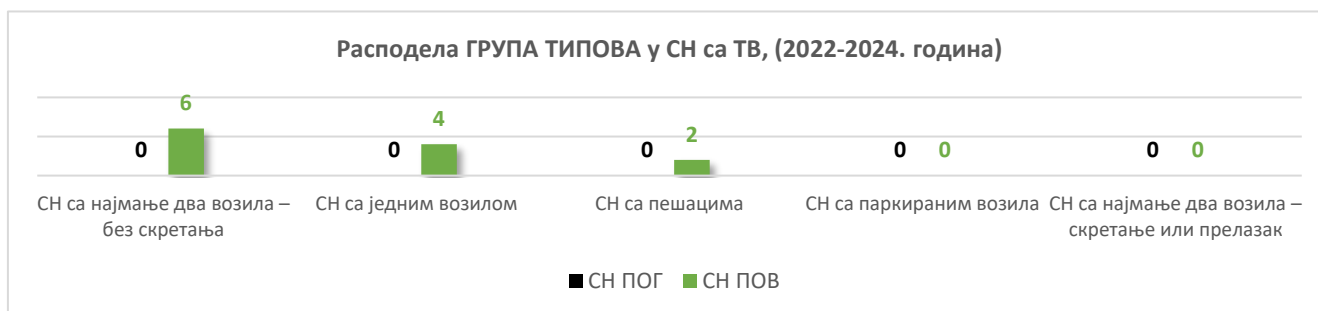 Расподела ГРУПА ТИПОВА у СН са ТВ, (2022-2024. година)
0 6 0 4 0 2 0 0 0 0
СН са најмање два возила –
без скретања
СН са једним возилом
СН са пешацима
СН са паркираним возила
СН са најмање два возила –
скретање или прелазак
СН ПОГ СН ПОВ